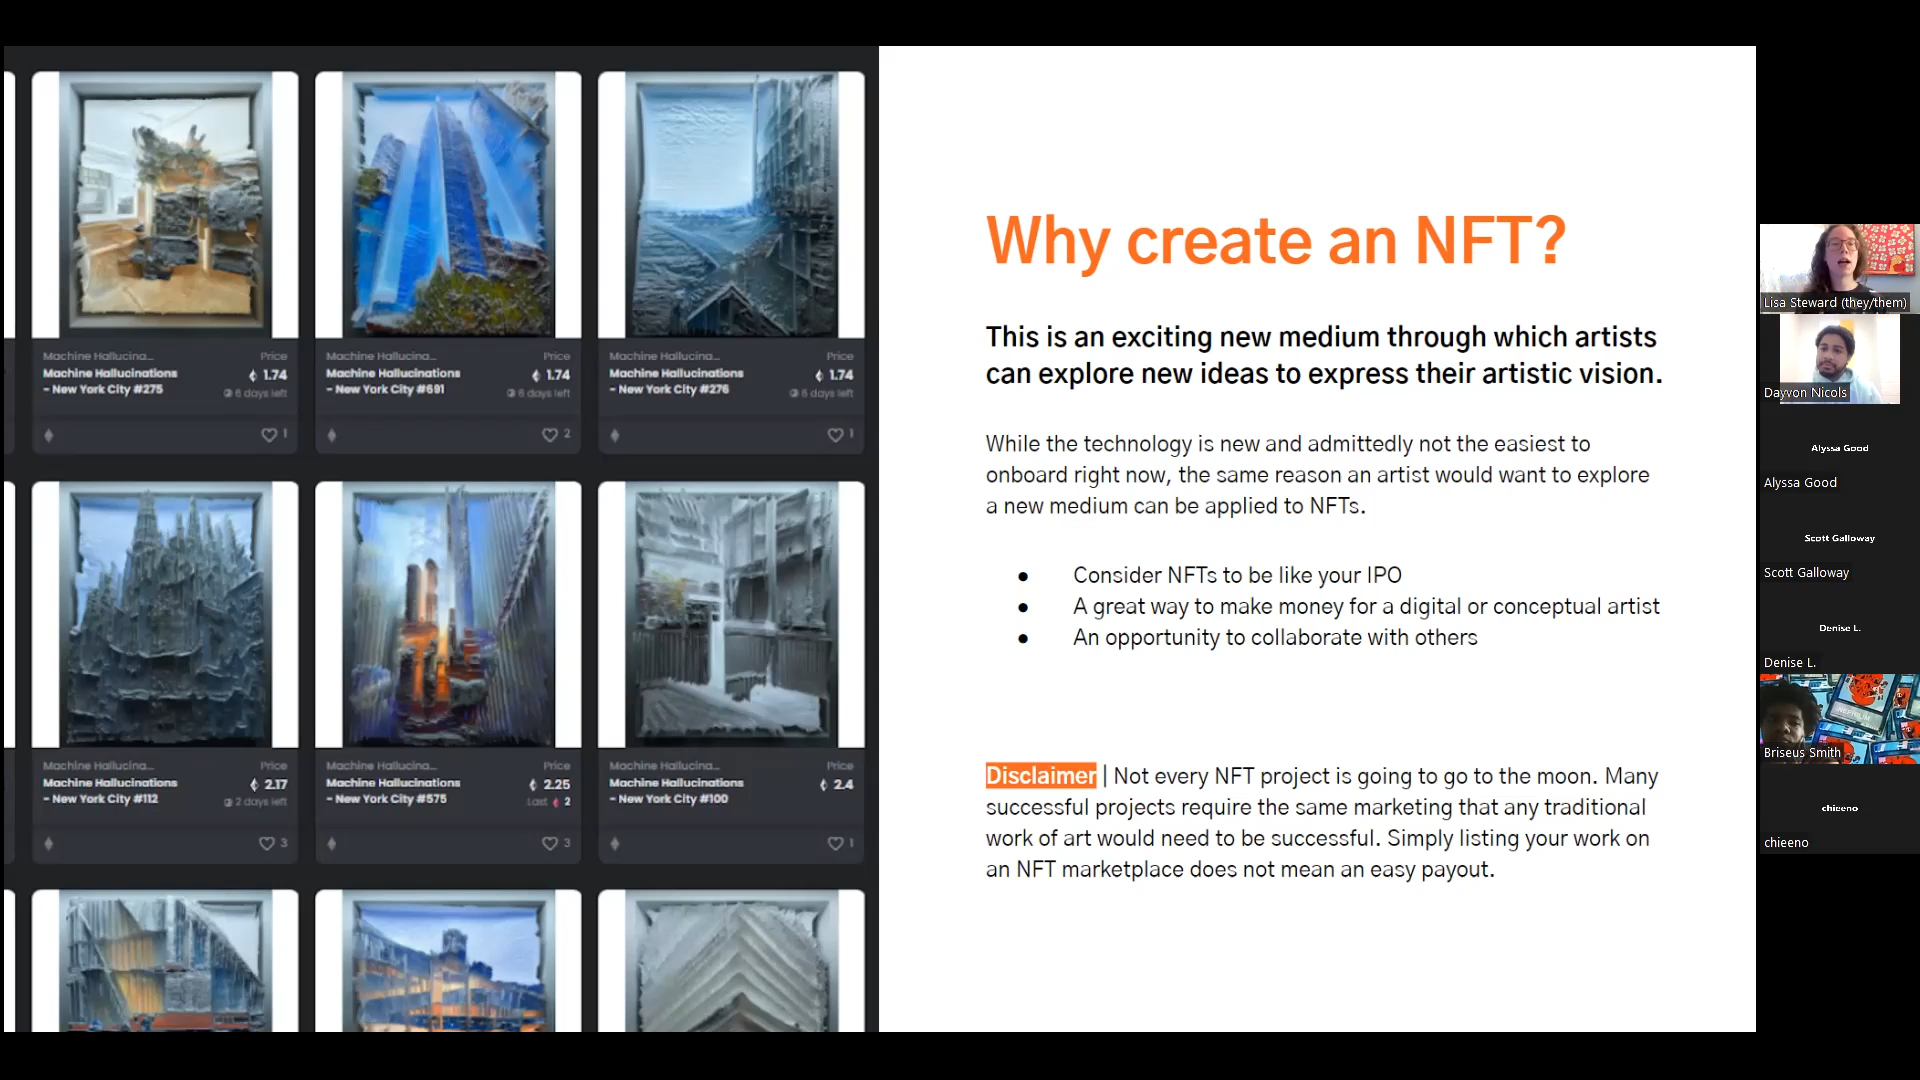 Machine Hallucina...
Price
Machine Hallucinations
1.74
- New York City #275
6 days left
1
Machine Hallucina...
Price
Machine Hallucinations
1.74
- New York City #691
6 days left
2
Machine Hallucina...
Price
Machine Hallucinations
1.74
- New York City #276
6 days left
1
Machine Hallucina...
Price
Machine Hallucinations
2.17
- New York City #112
2 days left
3
Machine Hallucina...
Price
Machine Hallucinations
2.25
- New York City #575
Last 2
3
Machine Hallucina...
Price
Machine Hallucinations
2.4
- New York City #100
1
Why create an NFT?
This is an exciting new medium through which artists
can explore new ideas to express their artistic vision.
While the technology is new and admittedly not the easiest to
onboard right now, the same reason an artist would want to explore
a new medium can be applied to NFTs.
● Consider NFTs to be like your IPO
● A great way to make money for a digital or conceptual artist
● An opportunity to collaborate with others
Disclaimer | Not every NFT project is going to go to the moon. Many
successful projects require the same marketing that any traditional
work of art would need to be successful. Simply listing your work on
an NFT marketplace does not mean an easy payout.
Lisa Steward (they/them)
Dayvon Nicols
Alyssa Good
Alyssa Good
Scott Galloway
Scott Galloway
Denise L.
Denise L.
Briseus Smith
chieeno
chieeno